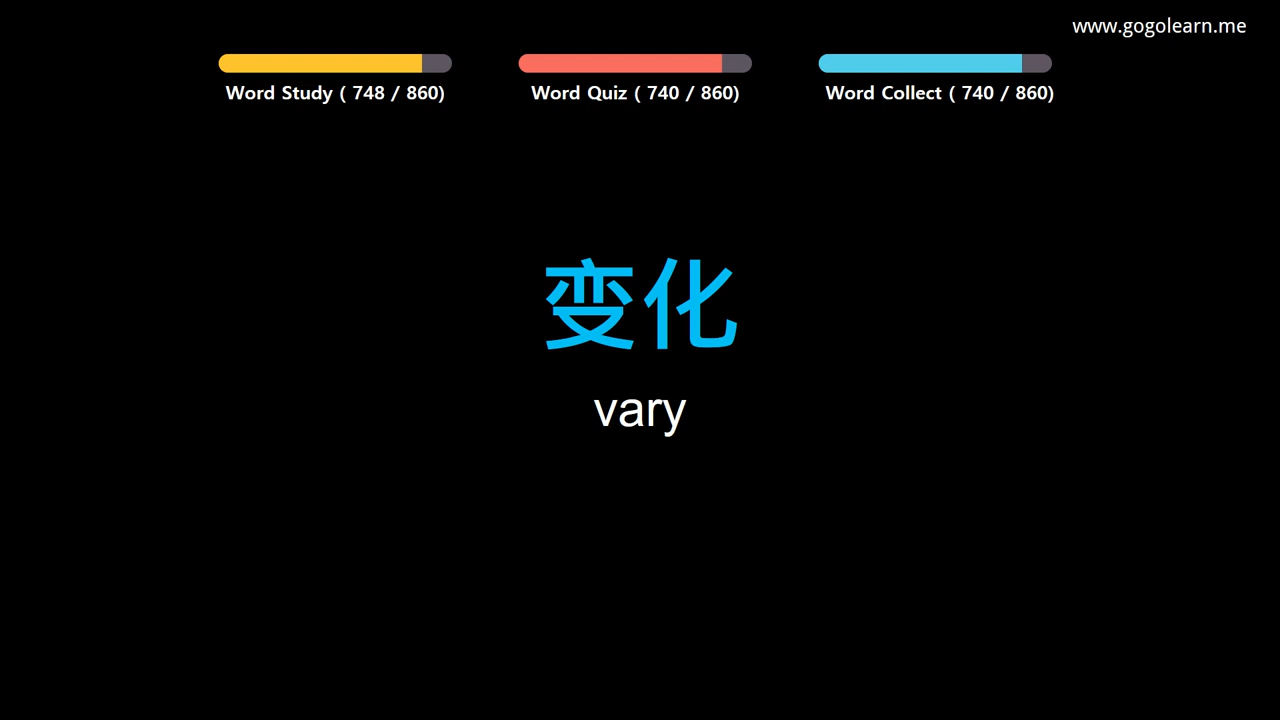 www.gogolearn.me
Word Study ( 748 / 860)
Word Quiz ( 740 / 860)
Word Collect ( 740 / 860)
变化
vary